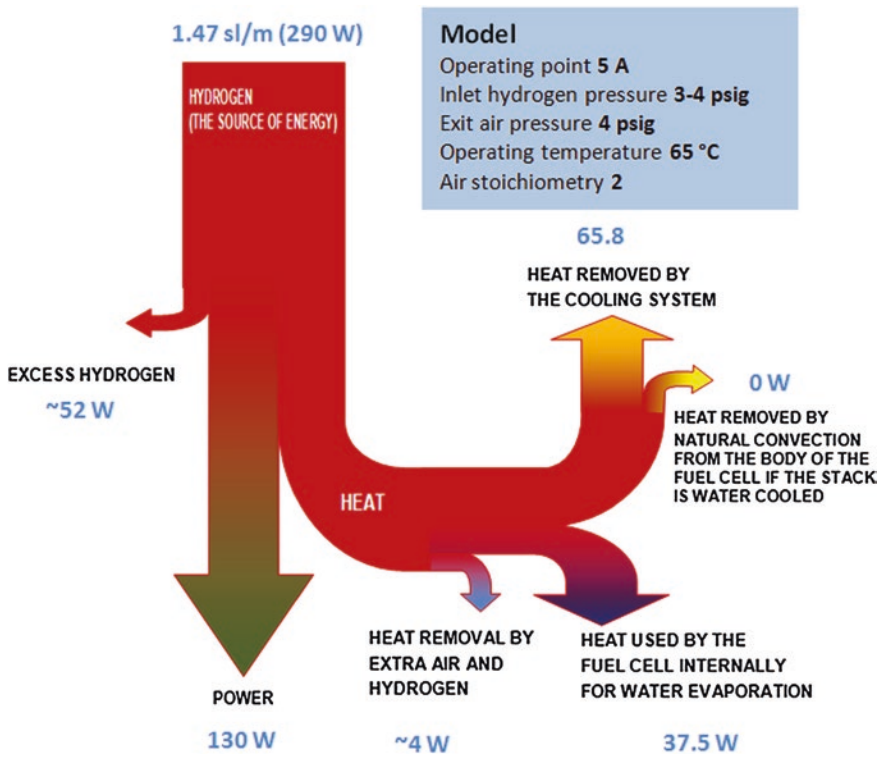 1.47 sl/m (290 W)
HYDROGEN
(THE SOURCE OF ENERGY)
Model
Operating point 5 A
Inlet hydrogen pressure 3-4 psig
Exit air pressure 4 psig
Operating temperature 65 °C
Air stoichiometry 2
65.8
HEAT REMOVED BY
THE COOLING SYSTEM
EXCESS HYDROGEN
~52 W
0 W
HEAT REMOVED BY
NATURAL CONVECTION
FROM THE BODY OF THE
FUEL CELL IF THE STACK
IS WATER COOLED
HEAT
POWER
130 W
HEAT REMOVAL BY
EXTRA AIR AND
HYDROGEN
~4 W
HEAT USED BY THE
FUEL CELL INTERNALLY
FOR WATER EVAPORATION
37.5 W